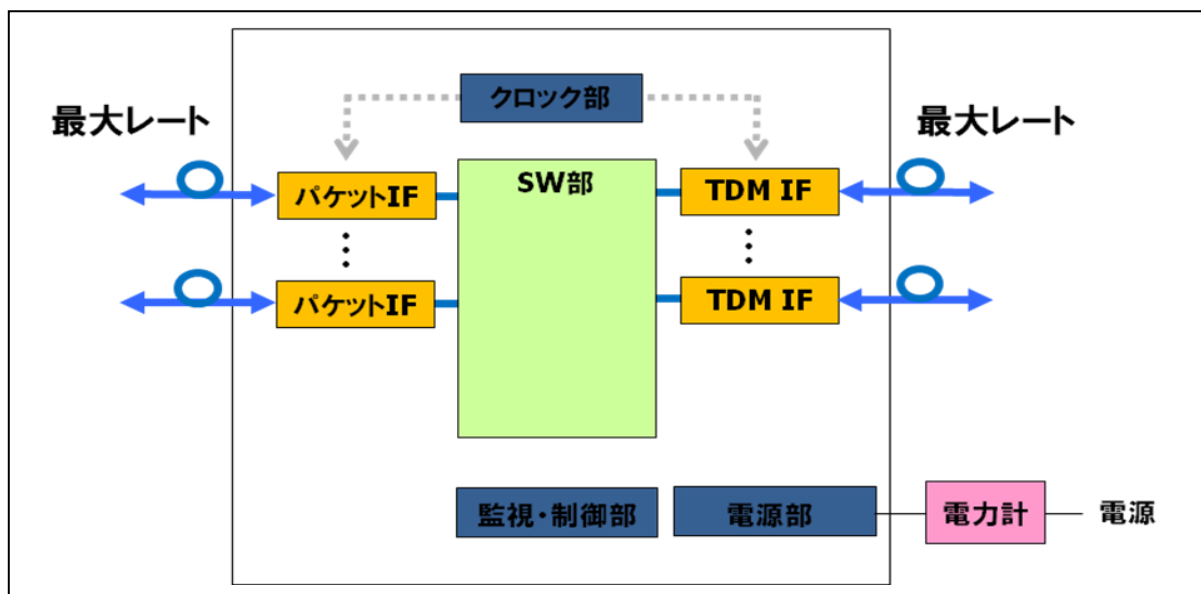 クロック部
最大レート
最大レート
パケットIF
SW部
TDM IF
パケットIF
TDM IF
監視・制御部
電源部
電力計
電源